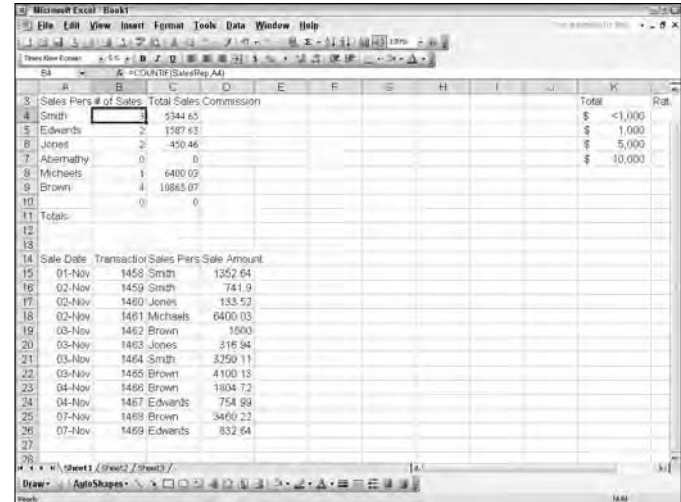 Microsoft Excel - Book1
File Edit View Insert Format Tools Data Window Help
B4 fx =COUNTIF(SalesRep,A4)
A B C D E F G H I J K
3 Sales Pers # of Sales Total Sales Commission Total Rat
4 Smith 3 5344.65 $ <1,000
5 Edwards 2 1587.63 $ 1,000
6 Jones 2 450.46 $ 5,000
7 Abernathy 0 0 $ 10,000
8 Michaels 1 6400.03
9 Brown 4 10865.07
10 0 0
11 Totals
12
13
14 Sale Date Transaction Sales Pers Sale Amount
15 01-Nov 1458 Smith 1352.64
16 02-Nov 1459 Smith 741.9
17 02-Nov 1460 Jones 133.52
18 02-Nov 1461 Michaels 6400.03
19 03-Nov 1462 Brown 1500
20 03-Nov 1463 Jones 316.94
21 03-Nov 1464 Smith 3250.11
22 03-Nov 1465 Brown 4100.13
23 04-Nov 1466 Brown 1804.72
24 04-Nov 1467 Edwards 754.99
25 07-Nov 1468 Brown 3460.22
26 07-Nov 1469 Edwards 832.64
27
28
Sheet1 / Sheet2 / Sheet3 /
Draw AutoShapes
Ready NUM